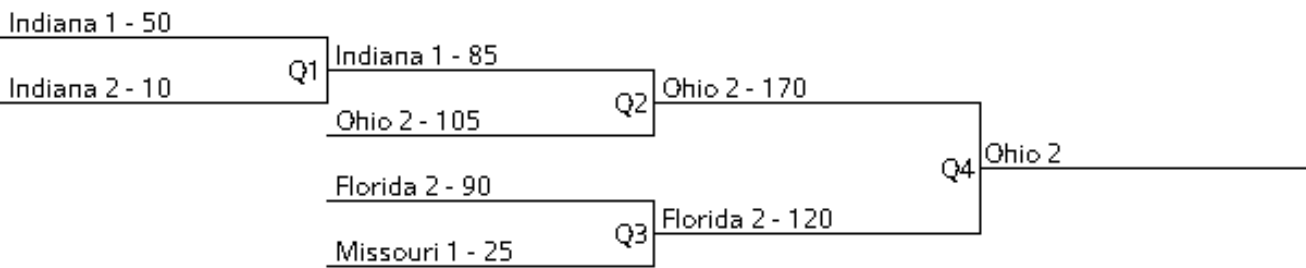 Indiana 1 - 50
Indiana 2 - 10
Q1
Indiana 1 - 85
Ohio 2 - 105
Q2
Florida 2 - 90
Missouri 1 - 25
Q3
Ohio 2 - 170
Florida 2 - 120
Q4
Ohio 2